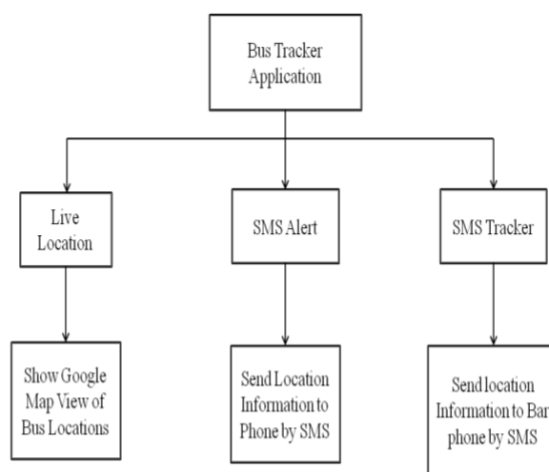 Bus Tracker
Application
Live
Location
SMS Alert
SMS Tracker
Show Google
Map View of
Bus Locations
Send Location
Information to
Phone by SMS
Send location
Information to Bar
phone by SMS